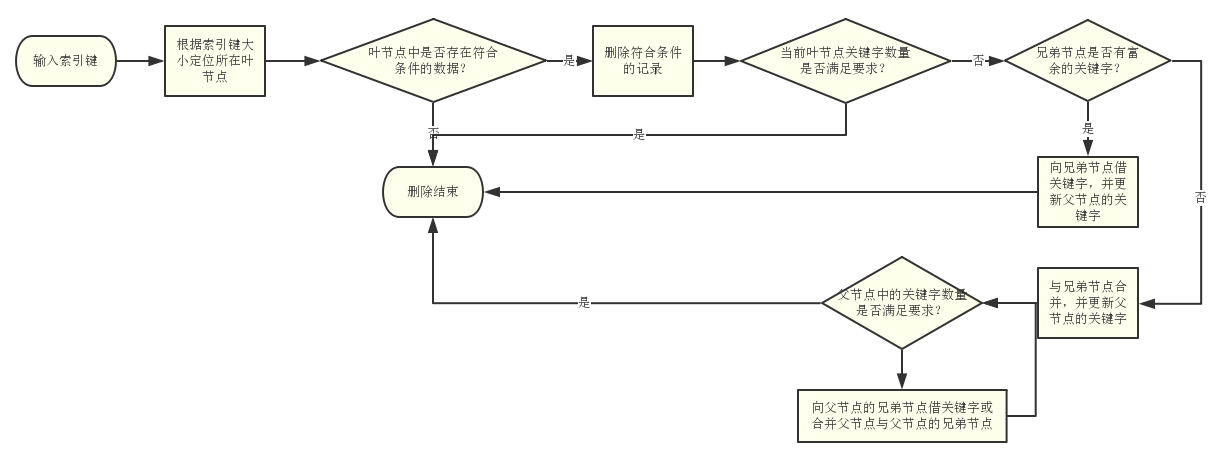 输入索引键
根据索引键大
小定位所在叶
节点
叶节点中是否存在符合
条件的数据？
是
删除符合条件
的记录
当前叶节点关键字数量
是否满足要求？
否
兄弟节点是否有富
余的关键字？
否
是
是
删除结束
向兄弟节点借
关键字，并更
新父节点的关
键字
否
与兄弟节点合
并，并更新父
节点的关键字
父节点中的关键字数量
是否满足要求？
是
向父节点的兄弟节点借关键字或
合并父节点与父节点的兄弟节点